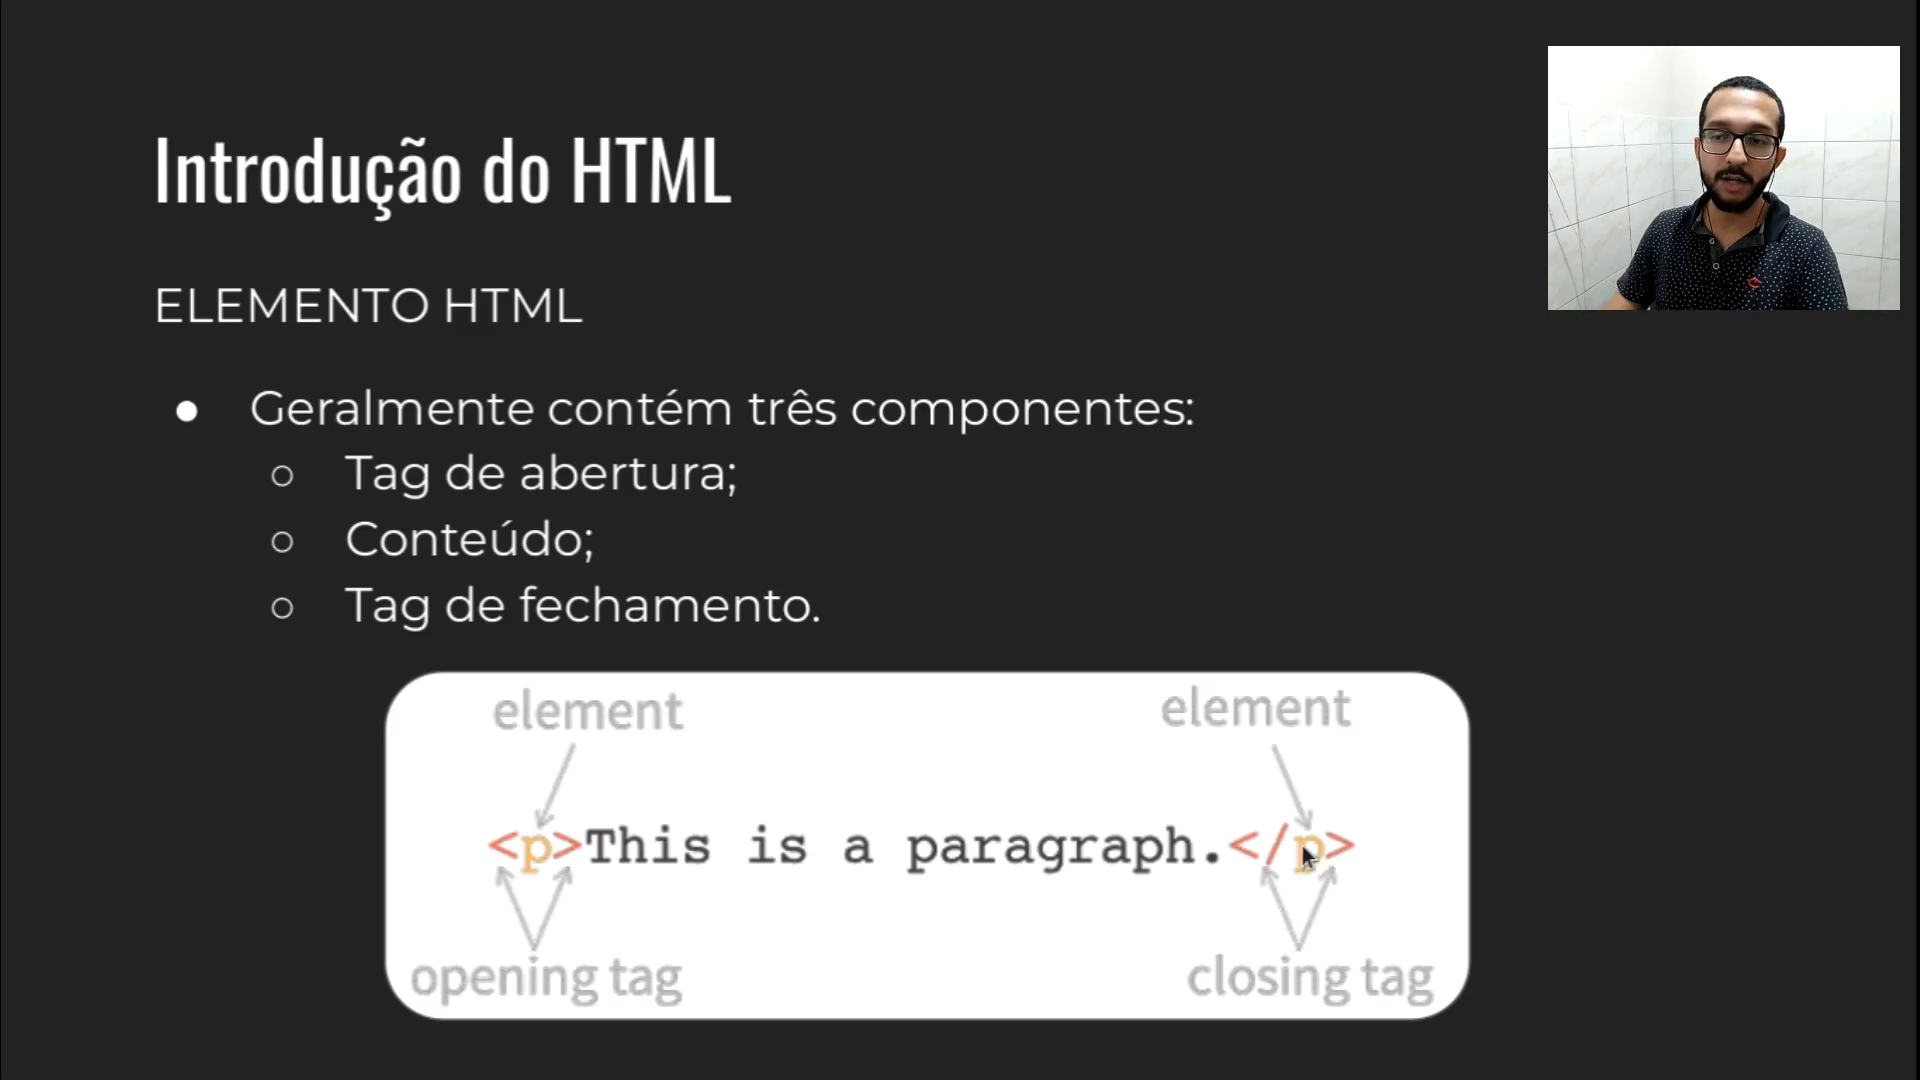 Introdução do HTML
ELEMENTO HTML
● Geralmente contém três componentes:
○ Tag de abertura;
○ Conteúdo;
○ Tag de fechamento.
element element
<p>This is a paragraph.</p>
opening tag closing tag